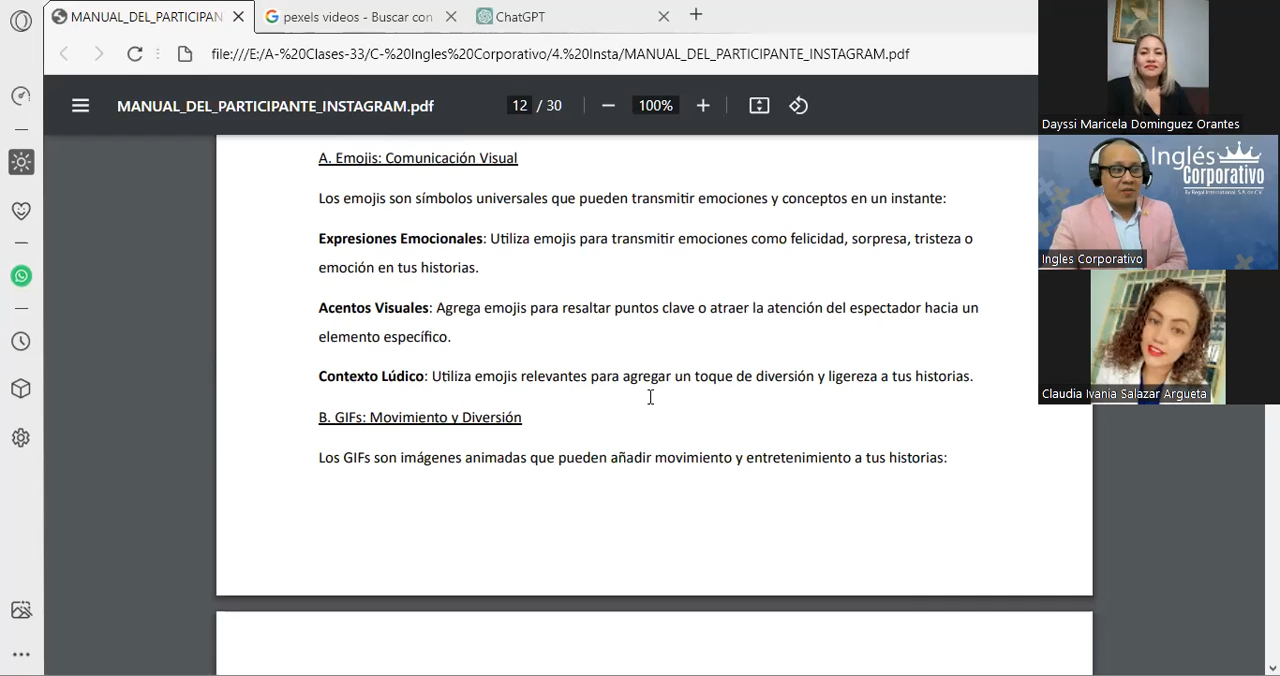 MANUAL_DEL_PARTICIPAN
pexels videos - Buscar con
ChatGPT
file:///E:/A-%20Clases-33/C-%20Ingles%20Corporativo/4.%20Insta/MANUAL_DEL_PARTICIPANTE_INSTAGRAM.pdf
MANUAL_DEL_PARTICIPANTE_INSTAGRAM.pdf
12 / 30
100%
A. Emojis: Comunicación Visual
Los emojis son símbolos universales que pueden transmitir emociones y conceptos en un instante:
Expresiones Emocionales: Utiliza emojis para transmitir emociones como felicidad, sorpresa, tristeza o
emoción en tus historias.
Acentos Visuales: Agrega emojis para resaltar puntos clave o atraer la atención del espectador hacia un
elemento específico.
Contexto Lúdico: Utiliza emojis relevantes para agregar un toque de diversión y ligereza a tus historias.
B. GIFs: Movimiento y Diversión
Los GIFs son imágenes animadas que pueden añadir movimiento y entretenimiento a tus historias:
Dayssi Maricela Dominguez Orantes
Inglés
Corporativo
By Regal International, S.A. de C.V.
Ingles Corporativo
Claudia Ivania Salazar Argueta